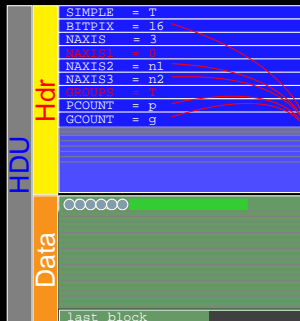 HDU
Hdr
SIMPLE = T
BITPIX = 16
NAXIS = 3
NAXIS1 = 0
NAXIS2 = n1
NAXIS3 = n2
GROUPS = T
PCOUNT = p
GCOUNT = g
Data
last block